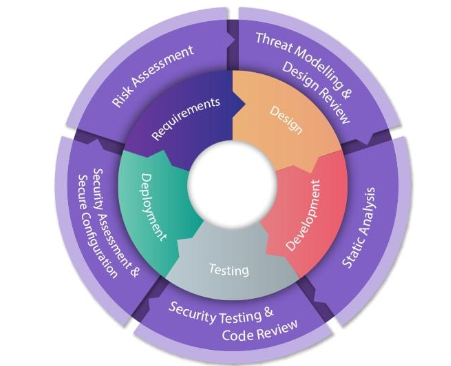 Risk Assessment
Threat Modelling &
Design Review
Static Analysis
Security Testing &
Code Review
Security Assessment &
Secure Configuration
Requirements
Design
Development
Testing
Deployment